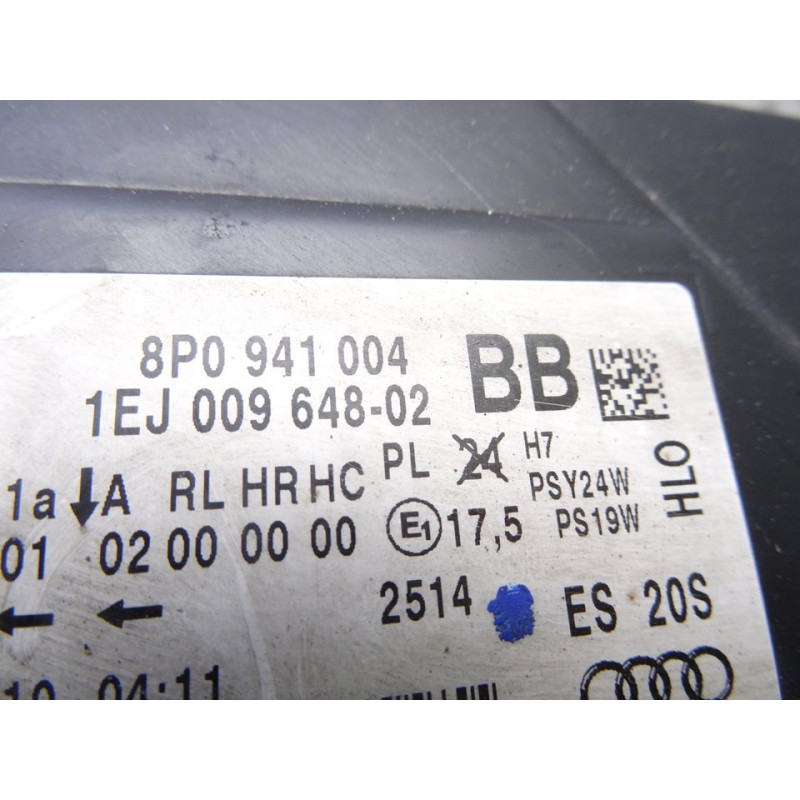 8P0 941 004 BB
1EJ 009 648-02
1a A RL HR HC PL 24 H7
PSY24W
01 02 00 00 00 E1 17,5 PS19W
HLO
2514 ES 20S
04:11